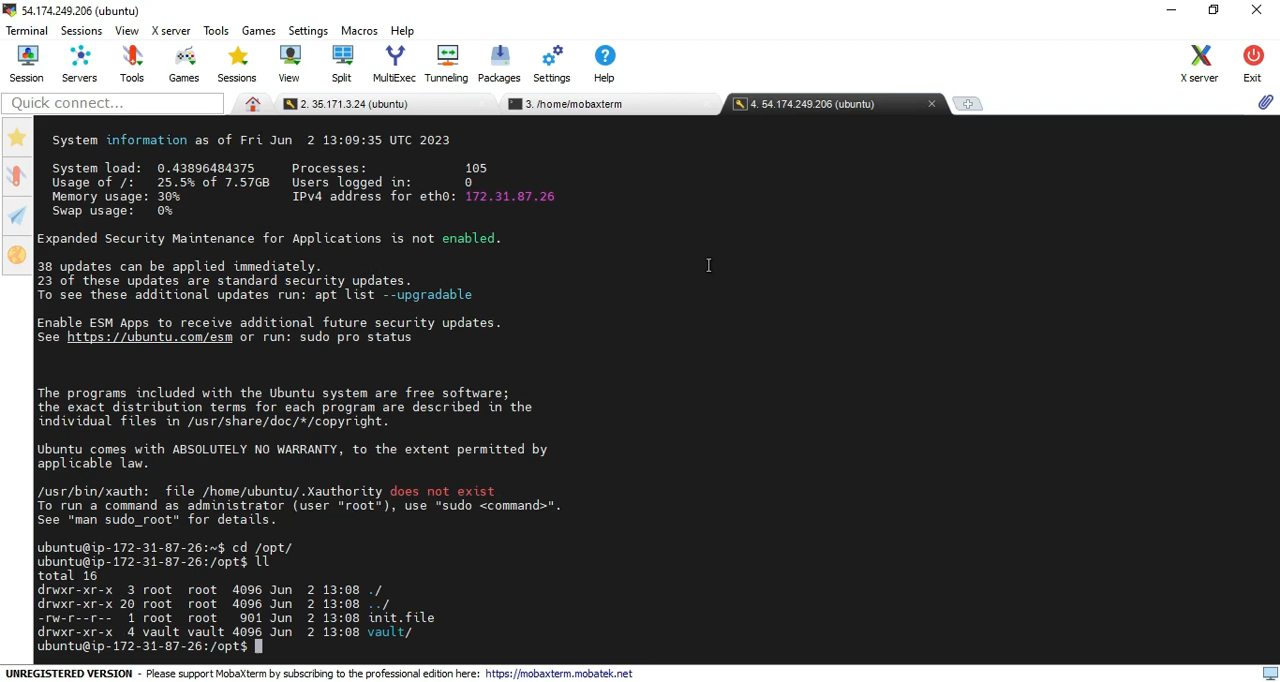 54.174.249.206 (ubuntu)
Terminal Sessions View X server Tools Games Settings Macros Help
Session Servers Tools Games Sessions View Split MultiExec Tunneling Packages Settings Help X server Exit
Quick connect... 2. 35.171.3.24 (ubuntu) 3. /home/mobaxterm 4. 54.174.249.206 (ubuntu)
System information as of Fri Jun 2 13:09:35 UTC 2023
System load: 0.43896484375 Processes: 105
Usage of /: 25.5% of 7.57GB Users logged in: 0
Memory usage: 30% IPv4 address for eth0: 172.31.87.26
Swap usage: 0%
Expanded Security Maintenance for Applications is not enabled.
38 updates can be applied immediately.
23 of these updates are standard security updates.
To see these additional updates run: apt list --upgradable
Enable ESM Apps to receive additional future security updates.
See https://ubuntu.com/esm or run: sudo pro status
The programs included with the Ubuntu system are free software;
the exact distribution terms for each program are described in the
individual files in /usr/share/doc/*/copyright.
Ubuntu comes with ABSOLUTELY NO WARRANTY, to the extent permitted by
applicable law.
/usr/bin/xauth: file /home/ubuntu/.Xauthority does not exist
To run a command as administrator (user "root"), use "sudo <command>".
See "man sudo_root" for details.
ubuntu@ip-172-31-87-26:~$ cd /opt/
ubuntu@ip-172-31-87-26:/opt$ ll
total 16
drwxr-xr-x 3 root root 4096 Jun 2 13:08 ./
drwxr-xr-x 20 root root 4096 Jun 2 13:08 ../
-rw-r--r-- 1 root root 901 Jun 2 13:08 init.file
drwxr-xr-x 4 vault vault 4096 Jun 2 13:08 vault/
ubuntu@ip-172-31-87-26:/opt$
UNREGISTERED VERSION - Please support MobaXterm by subscribing to the professional edition here: https://mobaxterm.mobatek.net